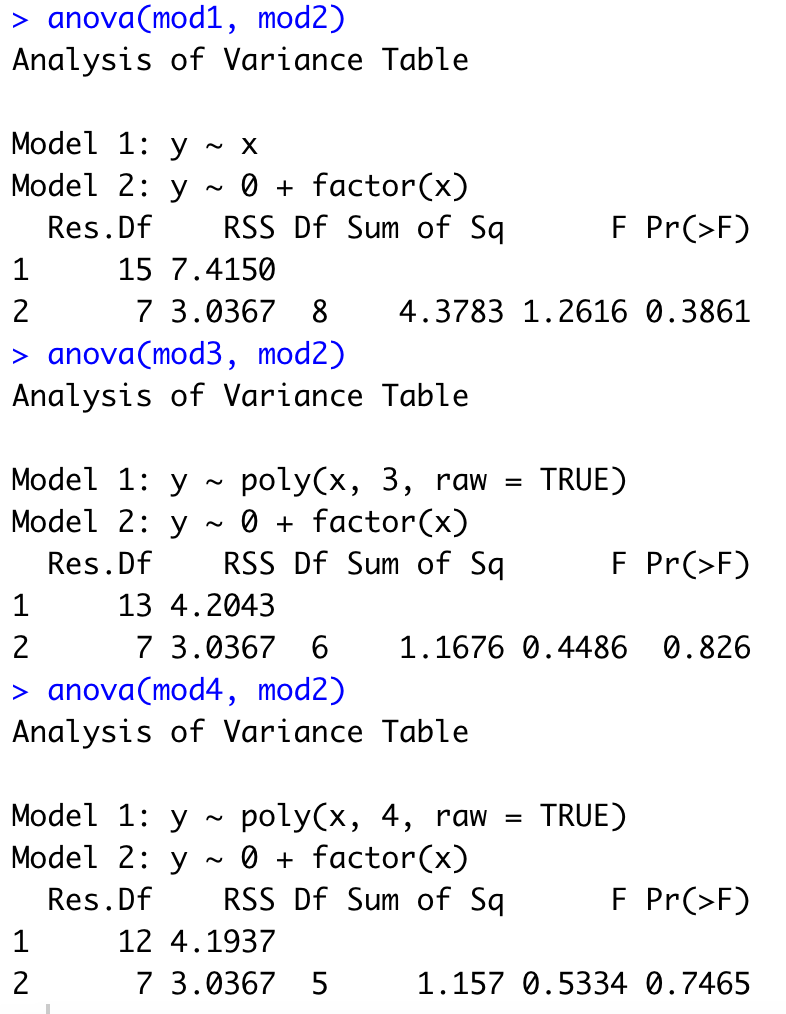 > anova(mod1, mod2)
Analysis of Variance Table

Model 1: y ~ x
Model 2: y ~ 0 + factor(x)
  Res.Df    RSS Df Sum of Sq      F Pr(>F)
1     15 7.4150
2      7 3.0367  8    4.3783 1.2616 0.3861
> anova(mod3, mod2)
Analysis of Variance Table

Model 1: y ~ poly(x, 3, raw = TRUE)
Model 2: y ~ 0 + factor(x)
  Res.Df    RSS Df Sum of Sq      F Pr(>F)
1     13 4.2043
2      7 3.0367  6    1.1676 0.4486  0.826
> anova(mod4, mod2)
Analysis of Variance Table

Model 1: y ~ poly(x, 4, raw = TRUE)
Model 2: y ~ 0 + factor(x)
  Res.Df    RSS Df Sum of Sq      F Pr(>F)
1     12 4.1937
2      7 3.0367  5     1.157 0.5334 0.7465